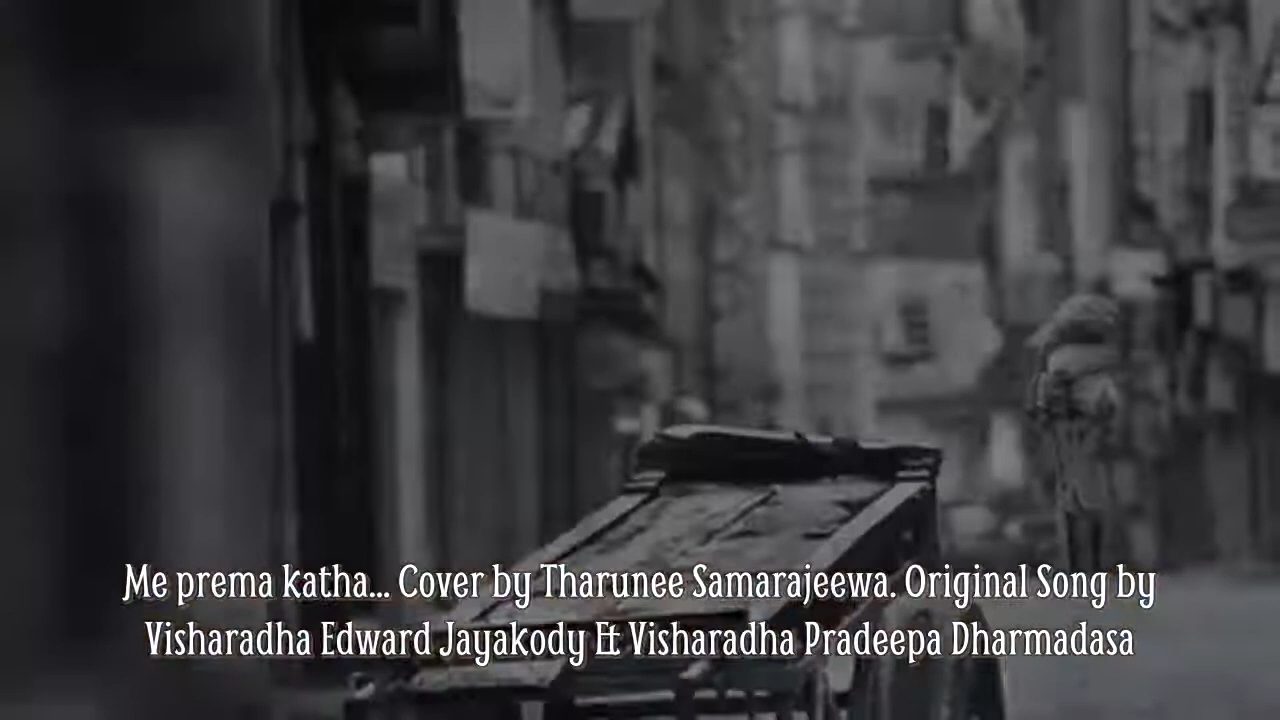 Me prema katha... Cover by Tharunee Samarajeewa. Original Song by
Visharadha Edward Jayakody & Visharadha Pradeepa Dharmadasa